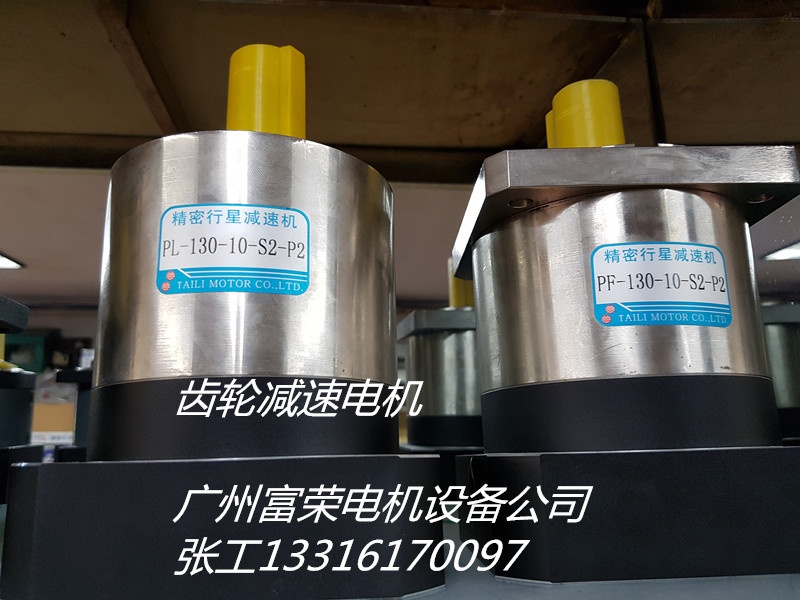 精密行星减速机
PL-130-10-S2-P2
TAILI MOTOR CO.,LTD.
精密行星减速机
PF-130-10-S2-P2
TAILI MOTOR CO.,LTD.
齿轮减速电机
广州富荣电机设备公司
张工13316170097